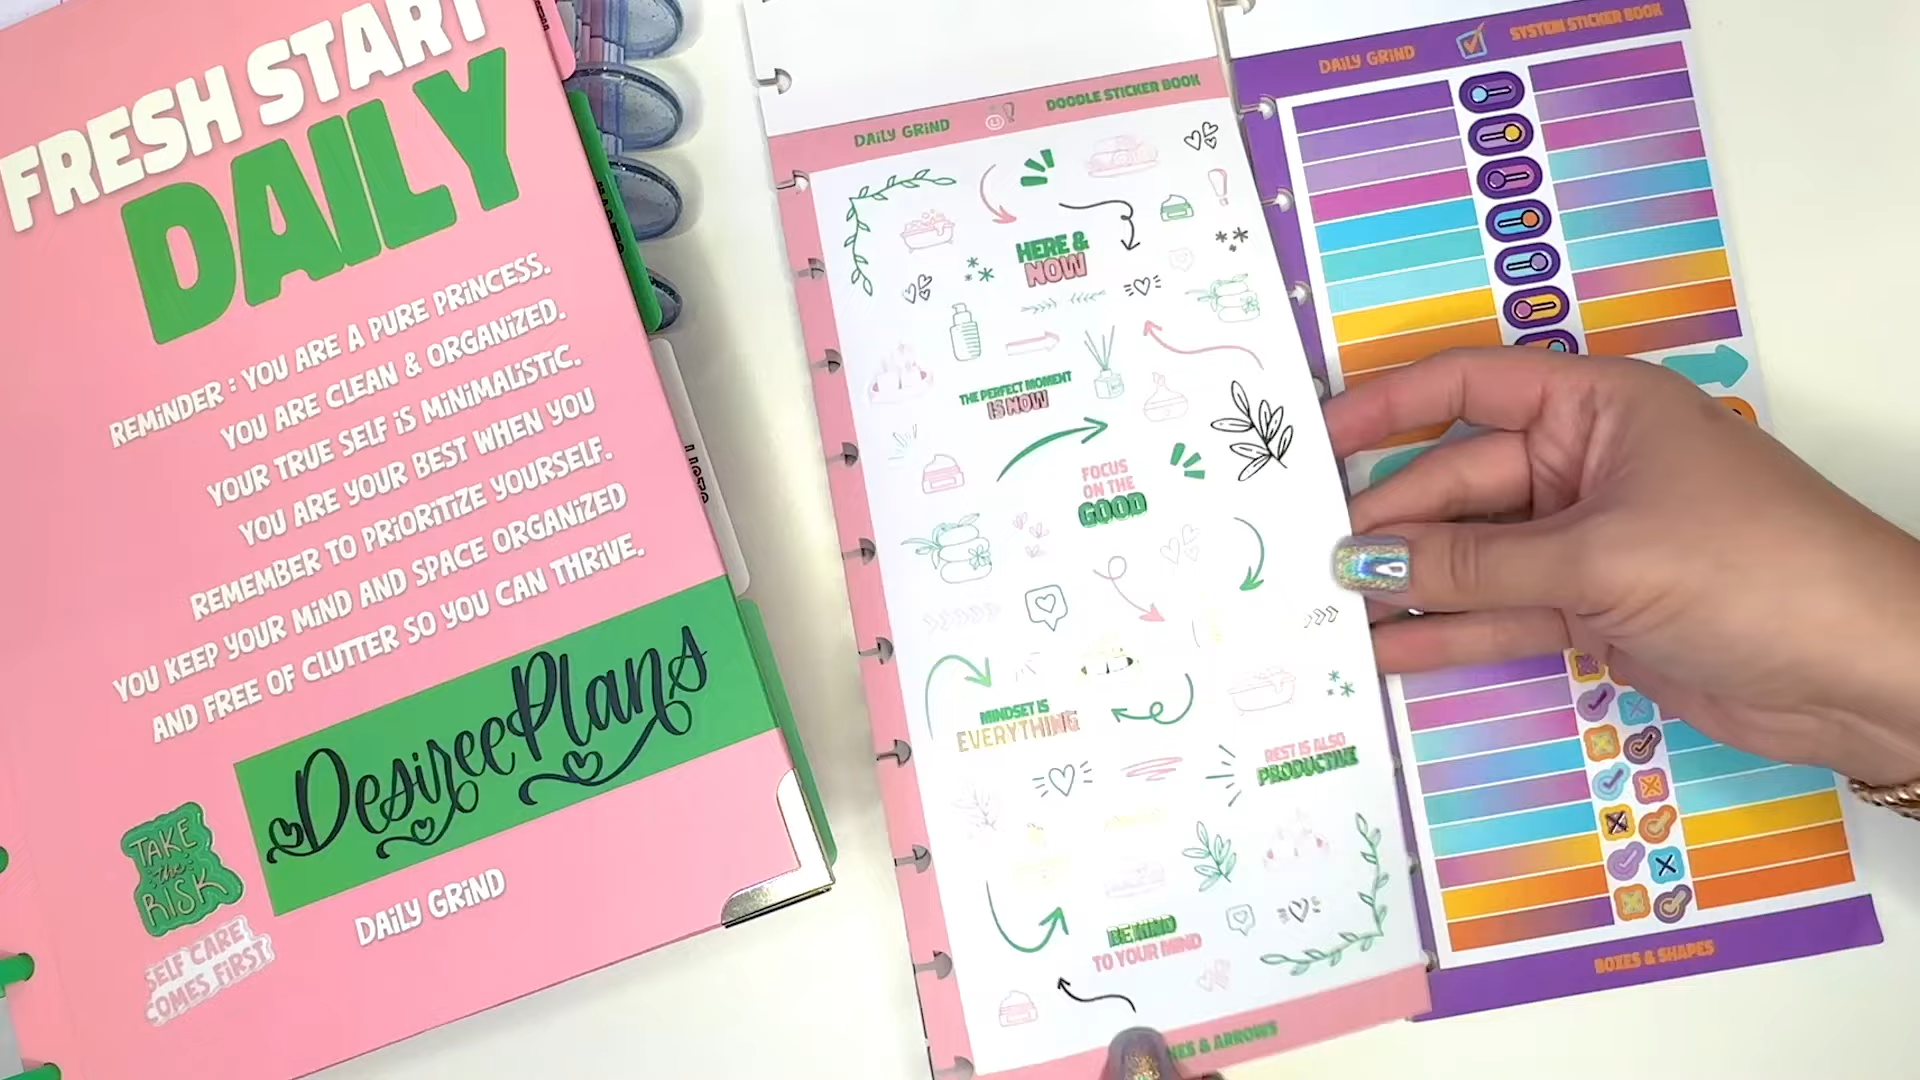 FRESH START
DAILY
REMINDER : YOU ARE A PURE PRINCESS.
YOU ARE CLEAN & ORGANIZED.
YOUR TRUE SELF IS MINIMALISTIC.
YOU ARE YOUR BEST WHEN YOU
REMEMBER TO PRIORITIZE YOURSELF.
YOU KEEP YOUR MIND AND SPACE ORGANIZED
AND FREE OF CLUTTER SO YOU CAN THRIVE.
DesireePlans
TAKE
the
RISK
SELF CARE
COMES FIRST
DAILY GRIND
LISTS
DAILY GRIND
DOODLE STICKER BOOK
HERE &
NOW
THE PERFECT MOMENT
IS NOW
FOCUS
ON THE
GOOD
MINDSET IS
EVERYTHING
REST IS ALSO
PRODUCTIVE
BE KIND
TO YOUR MIND
& ARROWS
DAILY GRIND
SYSTEM STICKER BOOK
BOXES & SHAPES